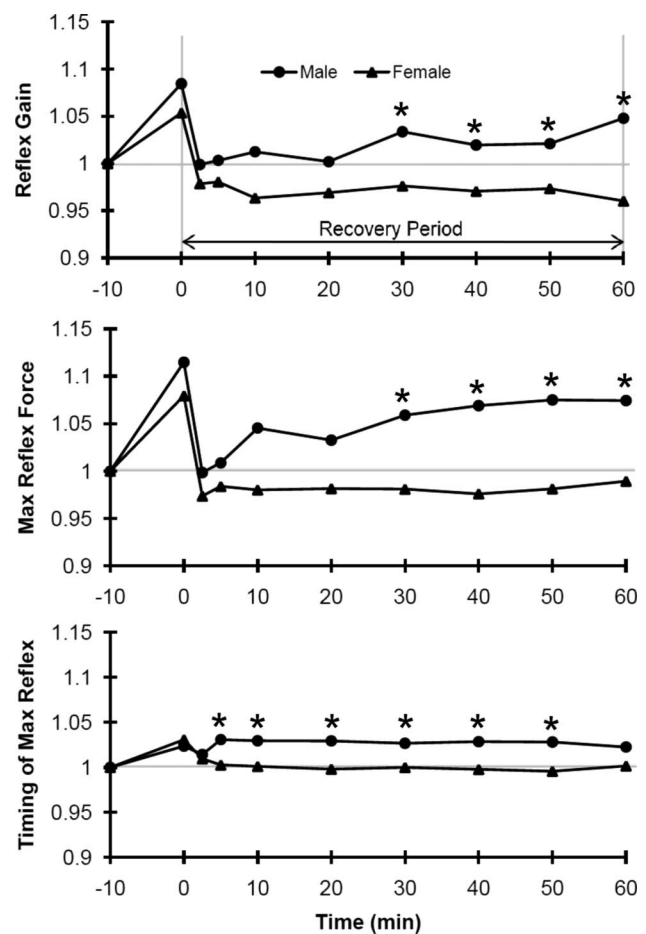 Reflex Gain
1.15
1.1
1.05
1
0.95
0.9
Male Female
* * * *
Recovery Period
-10 0 10 20 30 40 50 60
Max Reflex Force
1.15
1.1
1.05
1
0.95
0.9
* * * *
-10 0 10 20 30 40 50 60
Timing of Max Reflex
1.15
1.1
1.05
1
0.95
0.9
* * * * * *
-10 0 10 20 30 40 50 60
Time (min)